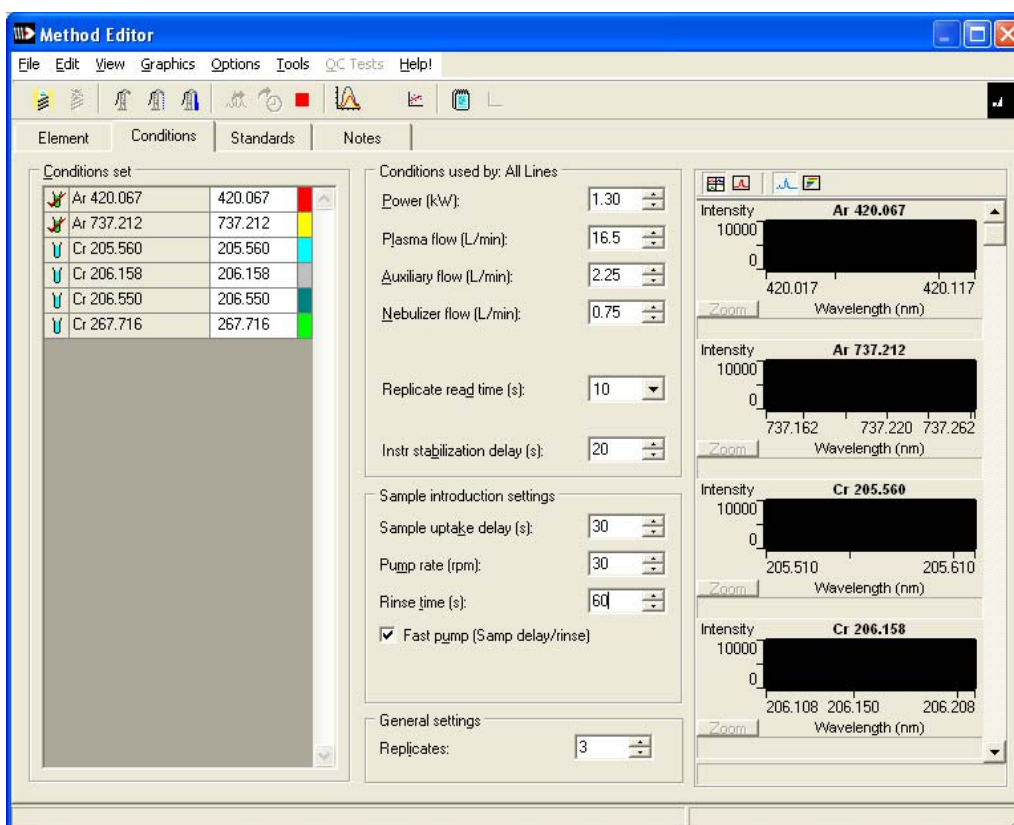 Method Editor
File Edit View Graphics Options Tools QC Tests Help!
Element Conditions Standards Notes
Conditions set
Ar 420.067 420.067
Ar 737.212 737.212
Cr 205.560 205.560
Cr 206.158 206.158
Cr 206.550 206.550
Cr 267.716 267.716
Conditions used by: All Lines
Power (kW): 1.30
Plasma flow (L/min): 16.5
Auxiliary flow (L/min): 2.25
Nebulizer flow (L/min): 0.75
Replicate read time (s): 10
Instr stabilization delay (s): 20
Sample introduction settings
Sample uptake delay (s): 30
Pump rate (rpm): 30
Rinse time (s): 60
Fast pump (Samp delay/rinse)
General settings
Replicates: 3
Intensity Ar 420.067
10000
0
420.017 420.117
Zoom Wavelength (nm)
Intensity Ar 737.212
10000
0
737.162 737.220 737.262
Zoom Wavelength (nm)
Intensity Cr 205.560
10000
0
205.510 205.610
Zoom Wavelength (nm)
Intensity Cr 206.158
10000
0
206.108 206.150 206.208
Zoom Wavelength (nm)